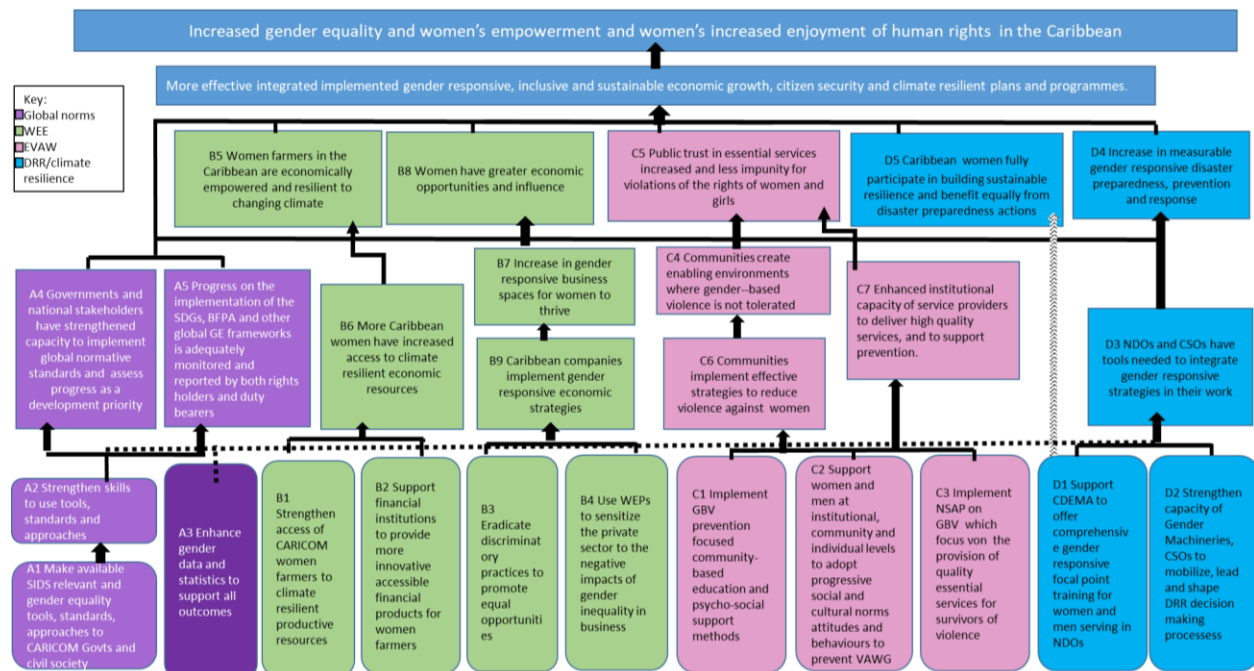 Increased gender equality and women's empowerment and women's increased enjoyment of human rights in the Caribbean
More effective integrated implemented gender responsive, inclusive and sustainable economic growth, citizen security and climate resilient plans and programmes.
Key:
Global norms
WEE
EVAW
DRR/climate
resilience
B5 Women farmers in the
Caribbean are economically
empowered and resilient to
changing climate
B8 Women have greater economic
opportunities and influence
C5 Public trust in essential services
increased and less impunity for
violations of the rights of women and
girls
D5 Caribbean women fully
participate in building sustainable
resilience and benefit equally from
disaster preparedness actions
D4 Increase in measurable
gender responsive disaster
preparedness, prevention
and response
A4 Governments and
national stakeholders
have strengthened
capacity to implement
global normative
standards and assess
progress as a
development priority
A5 Progress on the
implementation of the
SDGs, BFPA and other
global GE frameworks
is adequately
monitored and
reported by both rights
holders and duty
bearers
B6 More Caribbean
women have increased
access to climate
resilient economic
resources
B7 Increase in gender
responsive business
spaces for women to
thrive
B9 Caribbean companies
implement gender
responsive economic
strategies
C4 Communities create
enabling environments
where gender--based
violence is not tolerated
C6 Communities
implement effective
strategies to reduce
violence against women
C7 Enhanced institutional
capacity of service providers
to deliver high quality
services, and to support
prevention.
D3 NDOs and CSOs have
tools needed to integrate
gender responsive
strategies in their work
A2 Strengthen skills
to use tools,
standards and
approaches
A1 Make available
SIDS relevant and
gender equality
tools, standards,
approaches to
CARICOM Govts and
civil society
A3 Enhance
gender
data and
statistics to
support all
outcomes
B1
Strengthen
access of
CARICOM
women
farmers to
climate
resilient
productive
resources
B2 Support
financial
institutions
to provide
more
innovative
accessible
financial
products for
women
farmers
B3
Eradicate
discriminat
ory
practices to
promote
equal
opportuniti
es
B4 Use WEPs
to sensitize
the private
sector to the
negative
impacts of
gender
inequality in
business
C1 Implement
GBV
prevention
focused
community-
based
education and
psycho-social
support
methods
C2 Support
women and
men at
institutional,
community and
individual levels
to adopt
progressive
social and
cultural norms
attitudes and
behaviours to
prevent VAWG
C3 Implement
NSAP on
GBV which
focus von the
provision of
quality
essential
services for
survivors of
violence
D1 Support
CDEMA to
offer
comprehensiv
e gender
responsive
focal point
training for
women and
men serving in
NDOs
D2 Strengthen
capacity of
Gender
Machineries,
CSOs to
mobilize, lead
and shape
DRR decision
making
processess